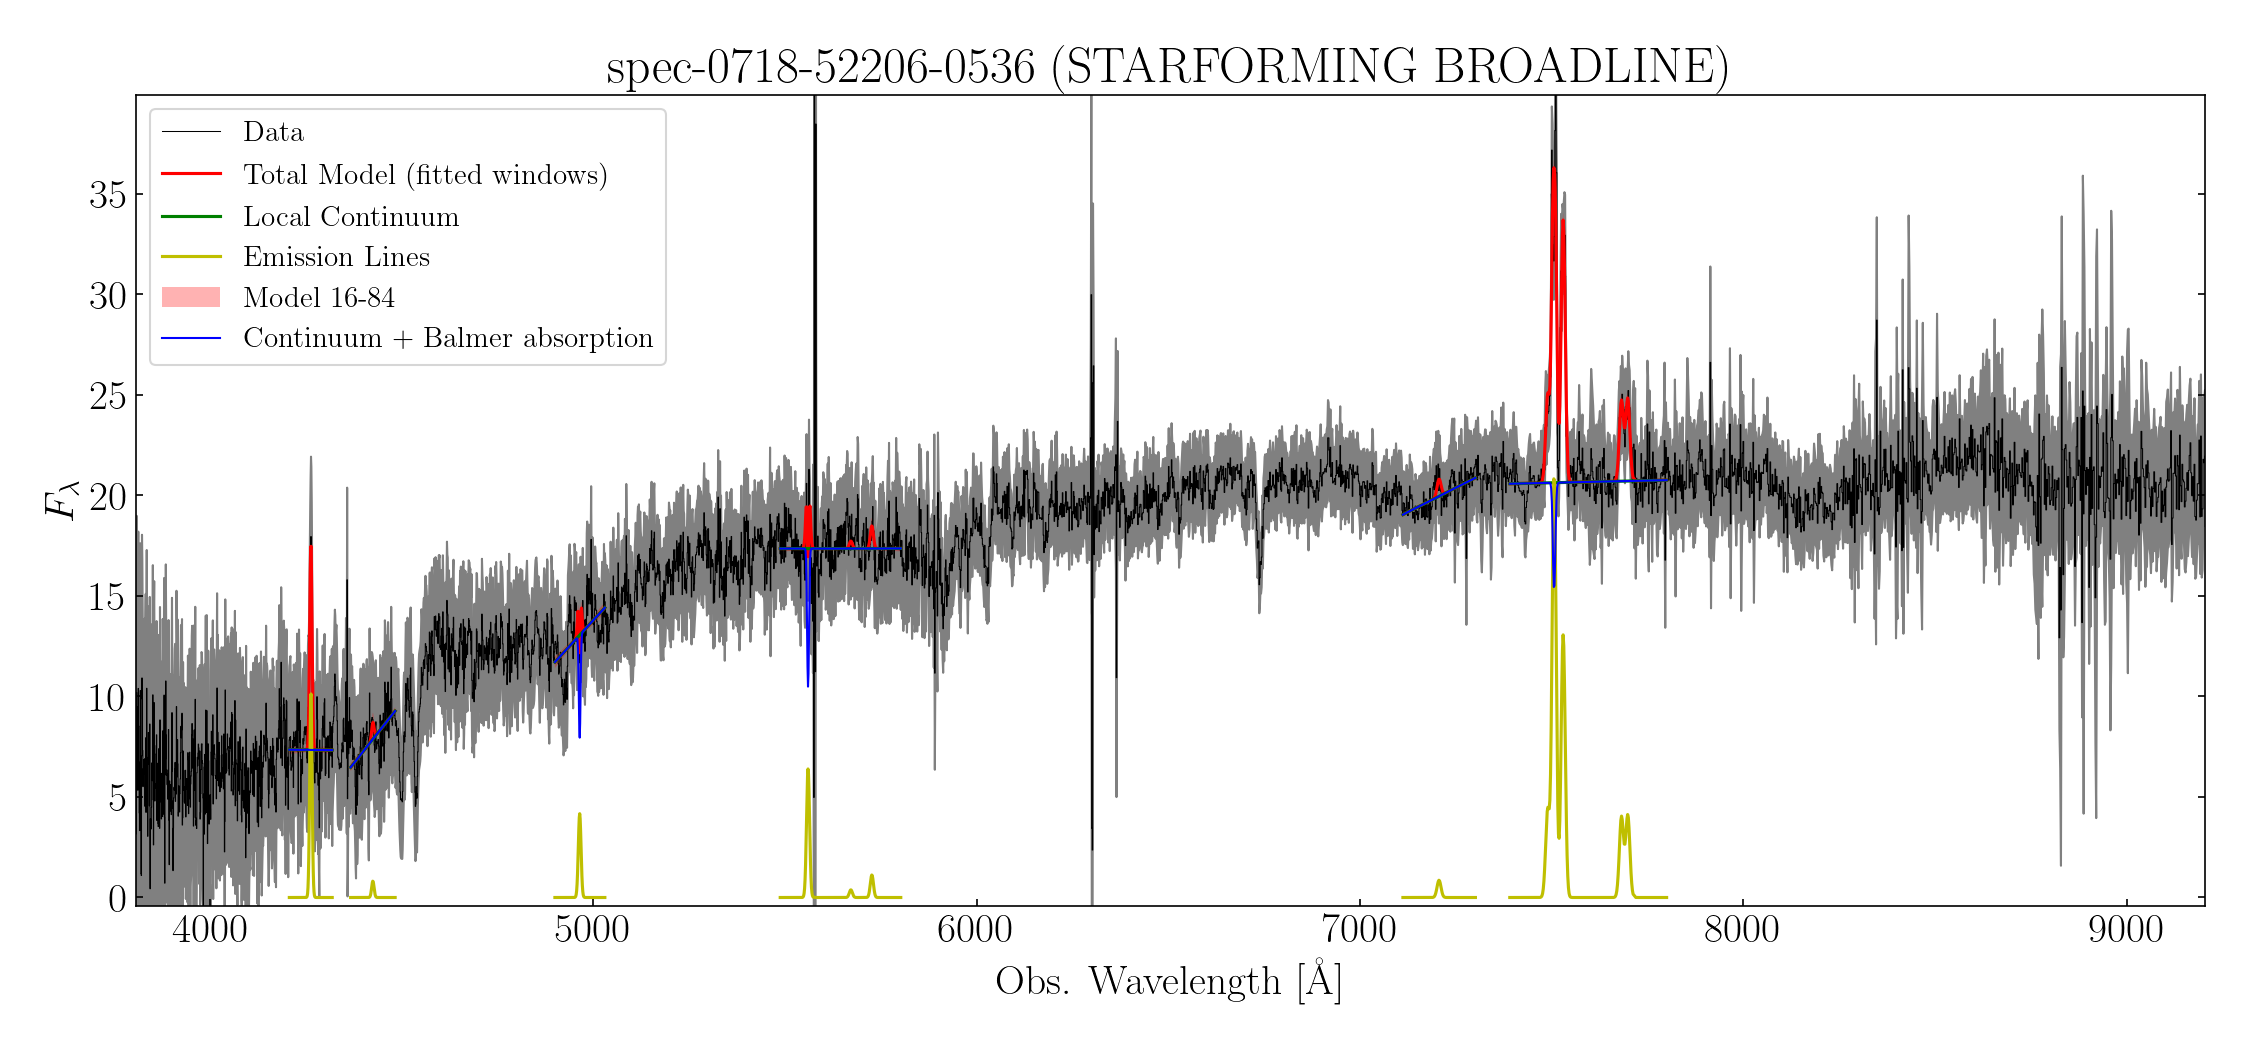 spec-0718-52206-0536 (STARFORMING BROADLINE)
Data
Total Model (fitted windows)
Local Continuum
Emission Lines
Model 16-84
Continuum + Balmer absorption
35
30
25
20
15
10
5
0
Fλ
4000 5000 6000 7000 8000 9000
Obs. Wavelength [Å]